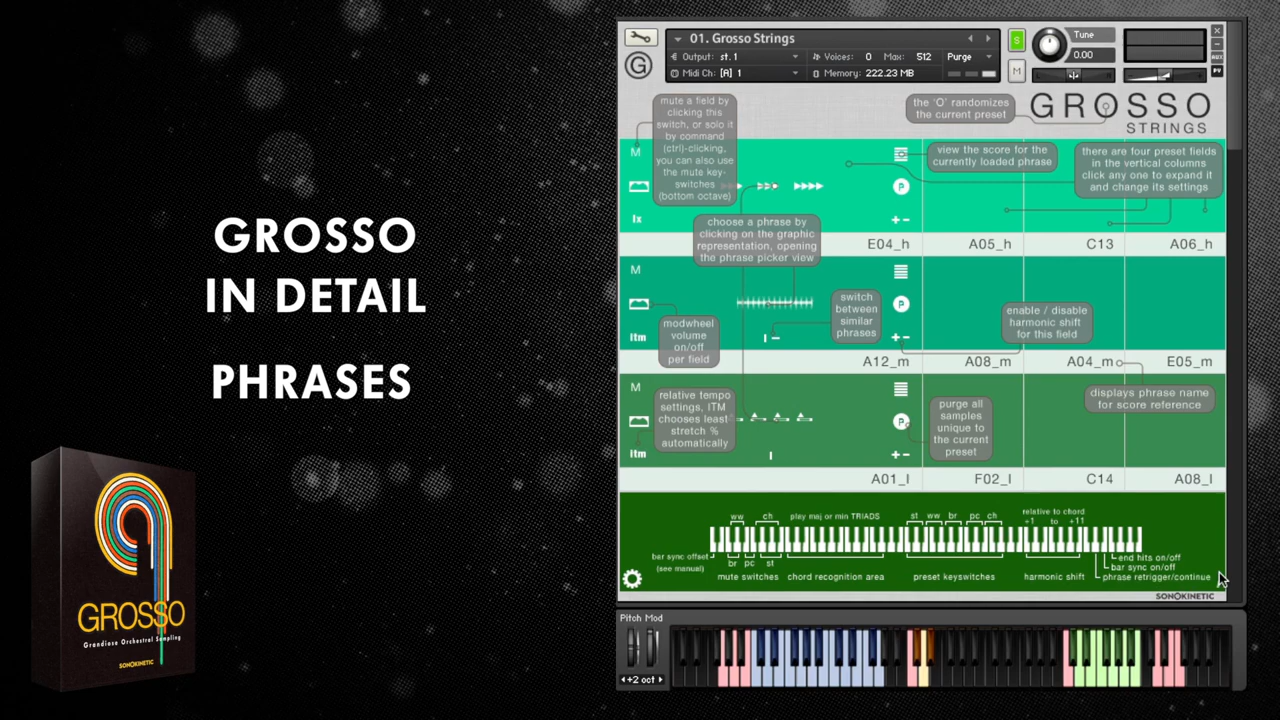 GROSSO
IN DETAIL
PHRASES
GROSSO
Grandiose Orchestral Sampling
SONOKINETIC
01. Grosso Strings
Output: st.1
Voices: 0 Max: 512
Purge
Midi Ch: [A] 1
Memory: 222.23 MB
S
M
Tune
0.00
AUX
PV
G
GROSSO
STRINGS
mute a field by
clicking this
switch, or solo it
by command
(ctrl)-clicking,
you can also use
the mute key-
switches
(bottom octave)
the 'O' randomizes
the current preset
view the score for the
currently loaded phrase
there are four preset fields
in the vertical columns
click any one to expand it
and change its settings
M
P
1x
+ -
E04_h
A05_h
C13
A06_h
choose a phrase by
clicking on the graphic
representation, opening
the phrase picker view
M
P
Itm
+ -
modwheel
volume
on/off
per field
switch
between
similar
phrases
enable / disable
harmonic shift
for this field
A12_m
A08_m
A04_m
E05_m
displays phrase name
for score reference
M
P
Itm
+ -
relative tempo
settings, ITM
chooses least
stretch %
automatically
purge all
samples
unique to
the current
preset
A01_l
F02_l
C14
A08_l
ww
ch
play maj or min TRIADS
st
ww
br
pc
ch
relative to chord
+1 to +11
ber sync offset
(see manual)
br
pc
st
mute switches
chord recognition area
preset keyswitches
harmonic shift
end hits on/off
bar sync on/off
phrase retrigger/continue
SONOKINETIC
Pitch Mod
+2 oct